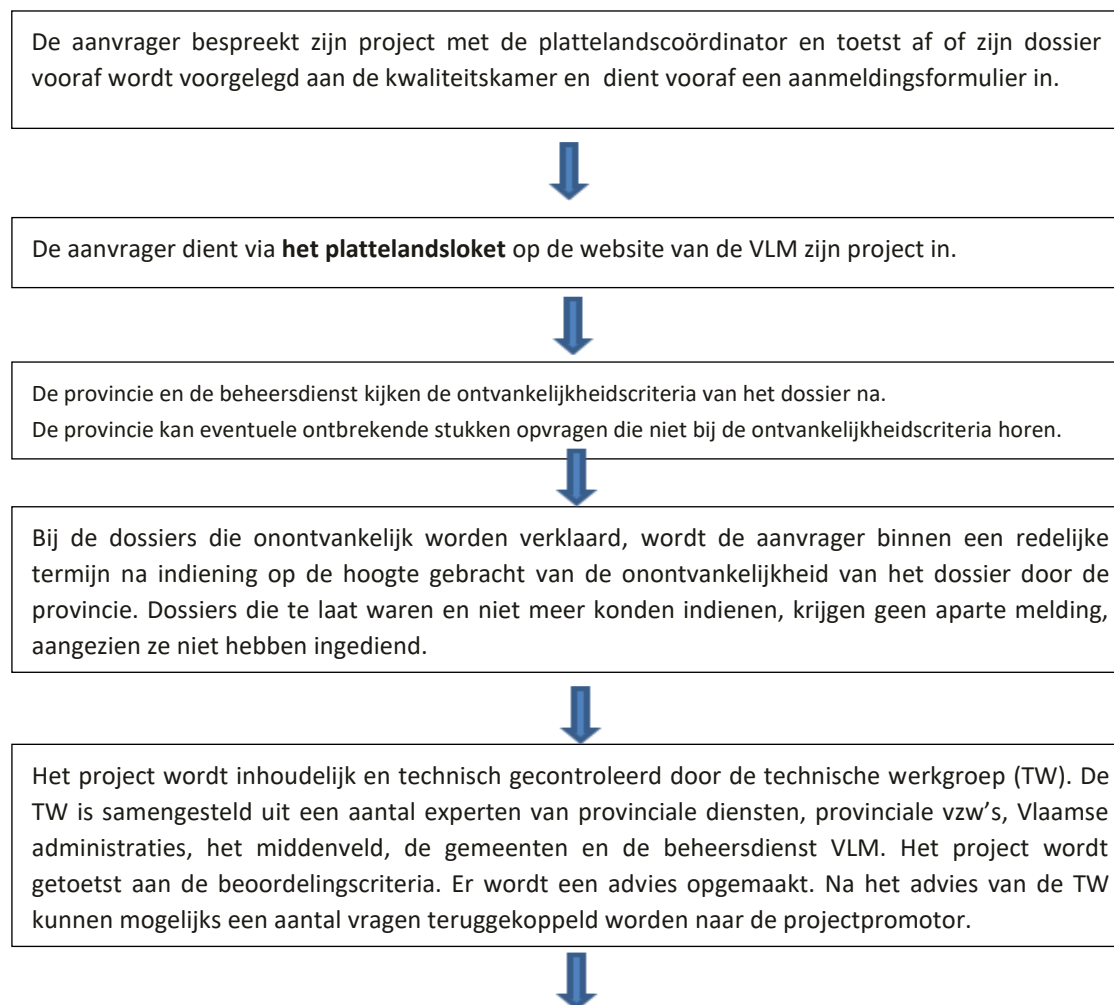 De aanvrager bespreekt zijn project met de plattelandscoördinator en toetst af of zijn dossier
vooraf wordt voorgelegd aan de kwaliteitskamer en dient vooraf een aanmeldingsformulier in.
De aanvrager dient via het plattelandsloket op de website van de VLM zijn project in.
De provincie en de beheersdienst kijken de ontvankelijkheidscriteria van het dossier na.
De provincie kan eventuele ontbrekende stukken opvragen die niet bij de ontvankelijkheidscriteria horen.
Bij de dossiers die onontvankelijk worden verklaard, wordt de aanvrager binnen een redelijke
termijn na indiening op de hoogte gebracht van de onontvankelijkheid van het dossier door de
provincie. Dossiers die te laat waren en niet meer konden indienen, krijgen geen aparte melding,
aangezien ze niet hebben ingediend.
Het project wordt inhoudelijk en technisch gecontroleerd door de technische werkgroep (TW). De
TW is samengesteld uit een aantal experten van provinciale diensten, provinciale vzw’s, Vlaamse
administraties, het middenveld, de gemeenten en de beheersdienst VLM. Het project wordt
getoetst aan de beoordelingscriteria. Er wordt een advies opgemaakt. Na het advies van de TW
kunnen mogelijks een aantal vragen teruggekoppeld worden naar de projectpromotor.